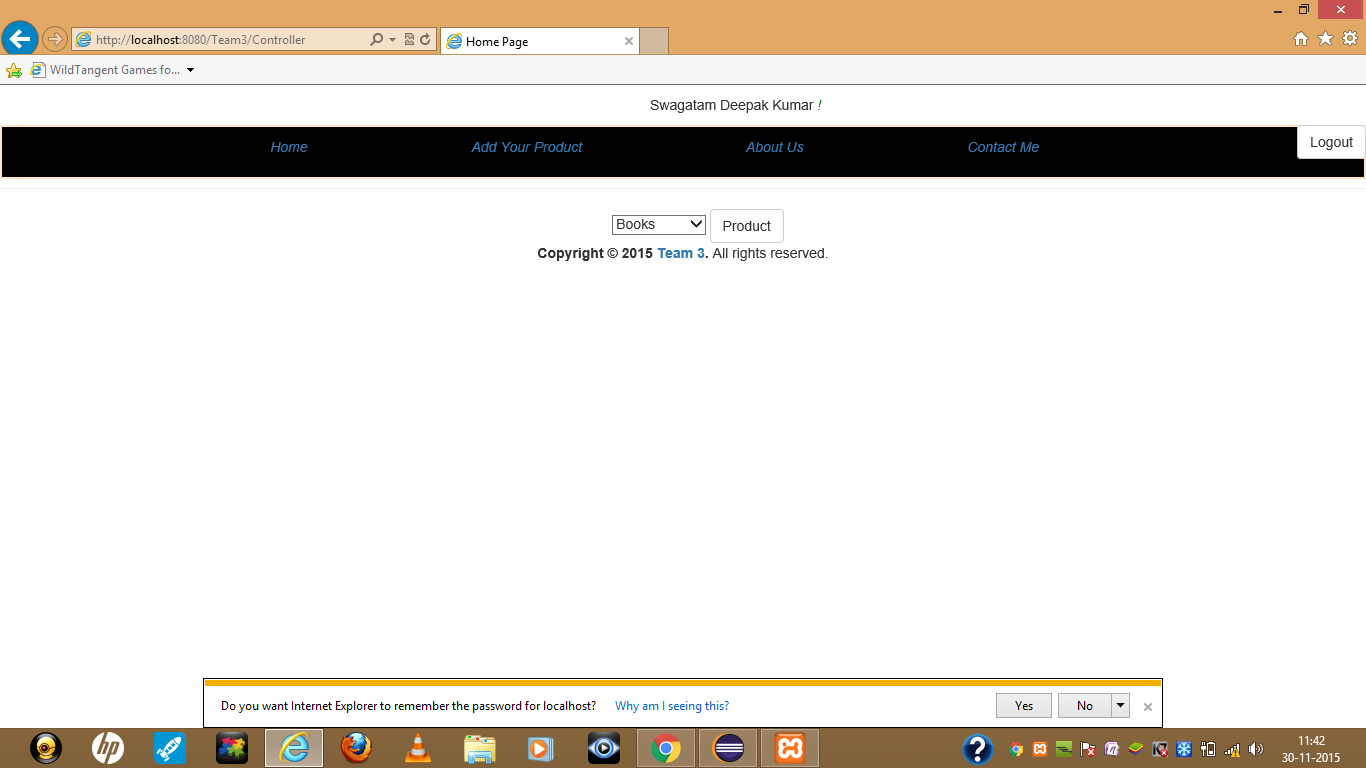 http://localhost:8080/Team3/Controller
Home Page
WildTangent Games fo...
Swagatam Deepak Kumar !
Home Add Your Product About Us Contact Me Logout
Books Product
Copyright © 2015 Team 3. All rights reserved.
Do you want Internet Explorer to remember the password for localhost? Why am I seeing this? Yes No
11:42
30-11-2015